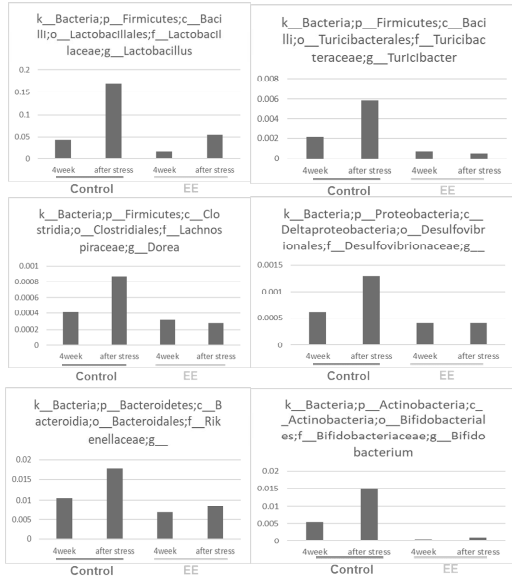 k__Bacteria;p__Firmicutes;c__Baci
lli;o__Lactobacillales;f__Lactobacil
laceae;g__Lactobacillus
0.2
0.15
0.1
0.05
0
4week after stress 4week after stress
Control EE
k__Bacteria;p__Firmicutes;c__Baci
lli;o__Turicibacterales;f__Turicibac
teraceae;g__Turicibacter
0.008
0.006
0.004
0.002
0
4week after stress 4week after stress
Control EE
k__Bacteria;p__Firmicutes;c__Clo
stridia;o__Clostridiales;f__Lachnos
piraceae;g__Dorea
0.001
0.0008
0.0006
0.0004
0.0002
0
4week after stress 4week after stress
Control EE
k__Bacteria;p__Proteobacteria;c__
Deltaproteobacteria;o__Desulfovibr
ionales;f__Desulfovibrionaceae;g__
0.0015
0.001
0.0005
0
4week after stress 4week after stress
Control EE
k__Bacteria;p__Bacteroidetes;c__B
acteroidia;o__Bacteroidales;f__Rik
enellaceae;g__
0.02
0.015
0.01
0.005
0
4week after stress 4week after stress
Control EE
k__Bacteria;p__Actinobacteria;c_
_Actinobacteria;o__Bifidobacterial
es;f__Bifidobacteriaceae;g__Bifido
bacterium
0.02
0.015
0.01
0.005
0
4week after stress 4week after stress
Control EE